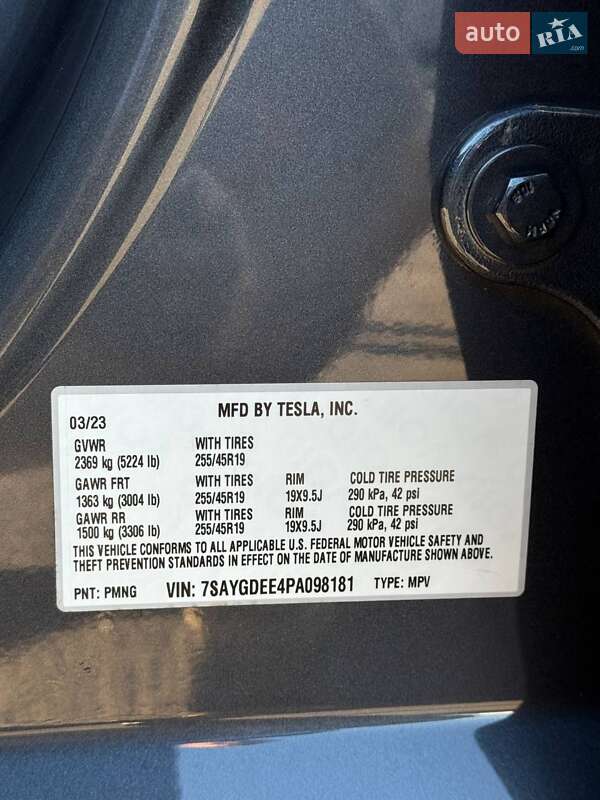 auto RIA .com
03/23 MFD BY TESLA, INC.
GVWR WITH TIRES
2369 kg (5224 lb) 255/45R19
GAWR FRT WITH TIRES RIM COLD TIRE PRESSURE
1363 kg (3004 lb) 255/45R19 19X9.5J 290 kPa, 42 psi
GAWR RR WITH TIRES RIM COLD TIRE PRESSURE
1500 kg (3306 lb) 255/45R19 19X9.5J 290 kPa, 42 psi
THIS VEHICLE CONFORMS TO ALL APPLICABLE U.S. FEDERAL MOTOR VEHICLE SAFETY AND
THEFT PREVENTION STANDARDS IN EFFECT ON THE DATE OF MANUFACTURE SHOWN ABOVE.
PNT: PMNG VIN: 7SAYGDEE4PA098181 TYPE: MPV